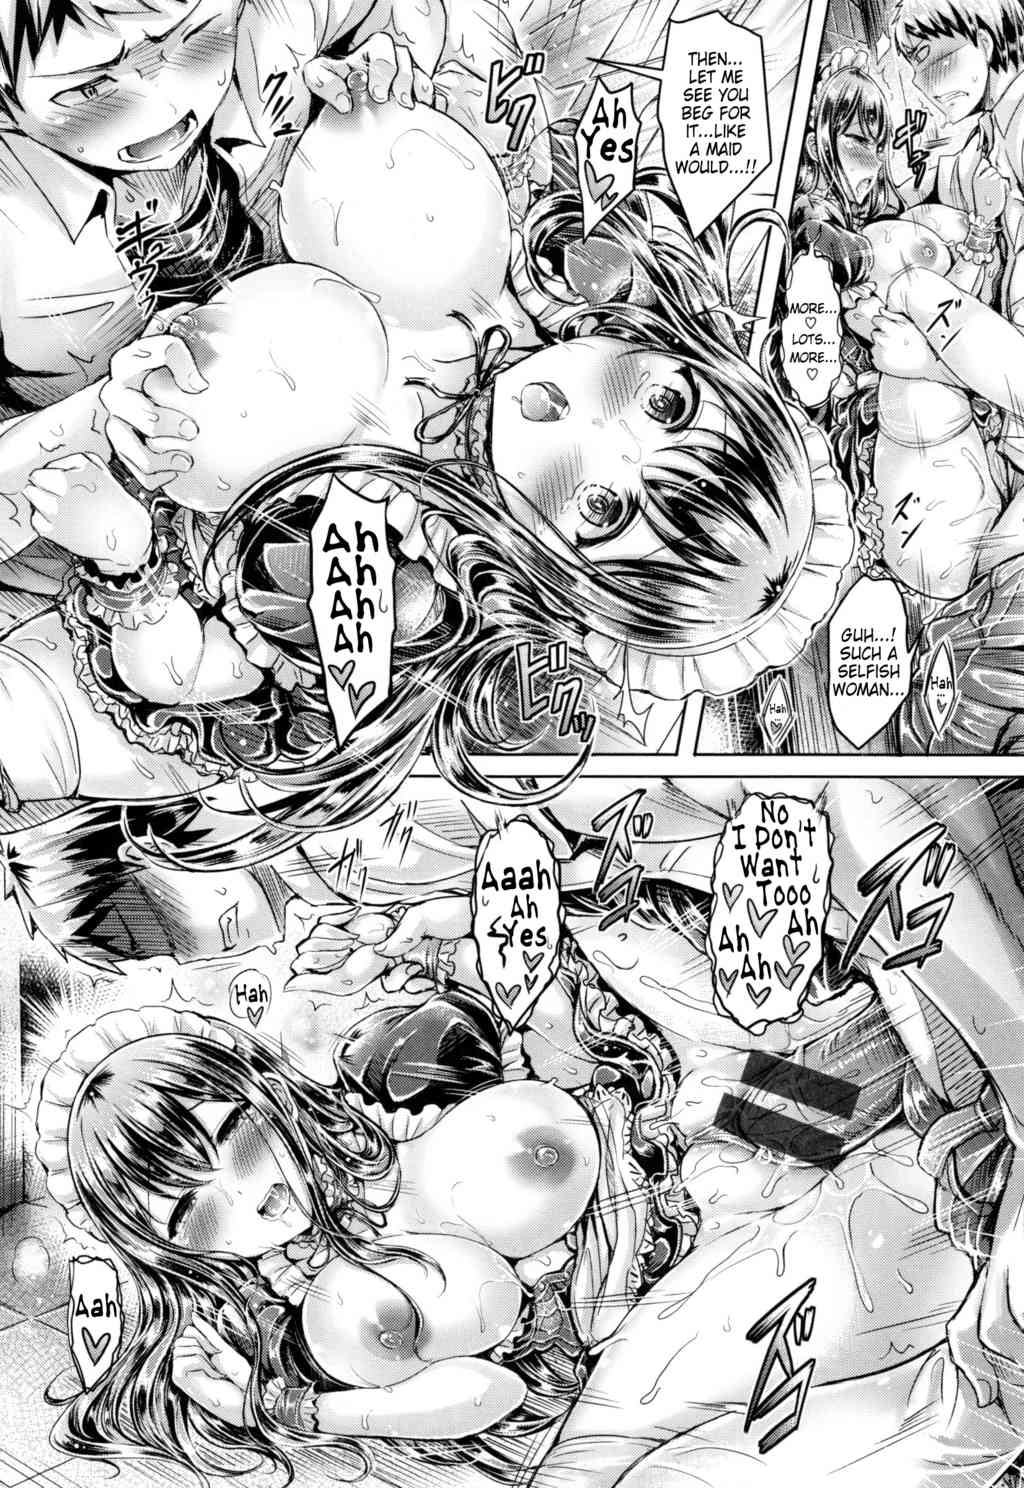 MORE...
♡
LOTS...
MORE...
♡
GUH...!
SUCH A
SELFISH
WOMAN...
Hah
...
♡
Hah
...
♡
THEN...
LET ME
SEE YOU
BEG FOR
IT...LIKE
A MAID
WOULD...!!
Ah
Yes
♡
Ah
Ah
Ah
Ah
♡♡
No
I Don't
Want
Tooo
♡ Ah
Ah ♡
♡ Ah
♡
Aaah
Ah
Yes
♡
Hah
♡
Aah
♡